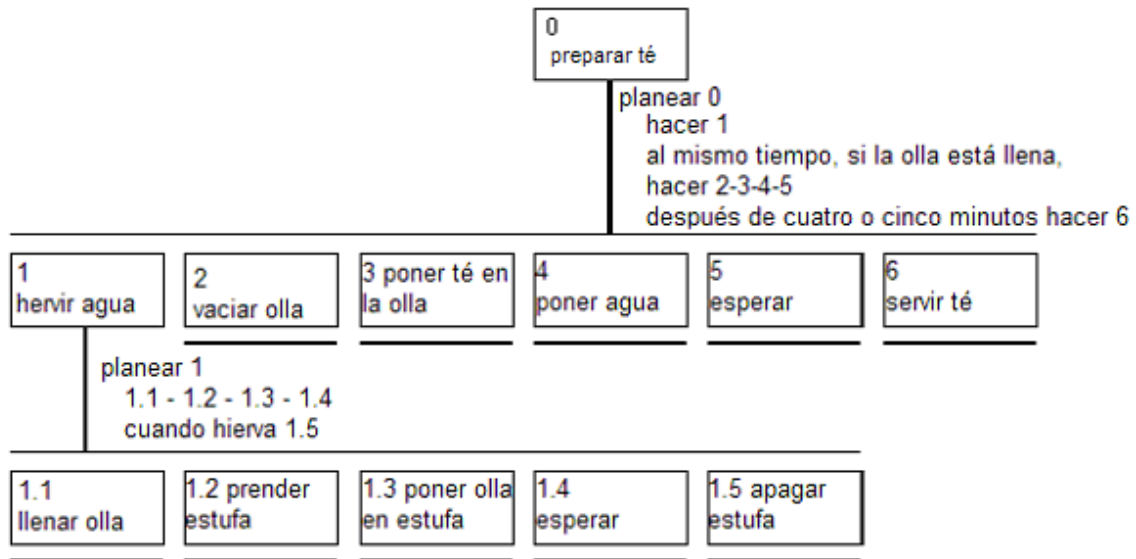 0
preparar té
planear 0
hacer 1
al mismo tiempo, si la olla está llena,
hacer 2-3-4-5
después de cuatro o cinco minutos hacer 6
1
hervir agua
2
vaciar olla
3 poner té en
la olla
4
poner agua
5
esperar
6
servir té
planear 1
1.1 - 1.2 - 1.3 - 1.4
cuando hierva 1.5
1.1
llenar olla
1.2 prender
estufa
1.3 poner olla
en estufa
1.4
esperar
1.5 apagar
estufa